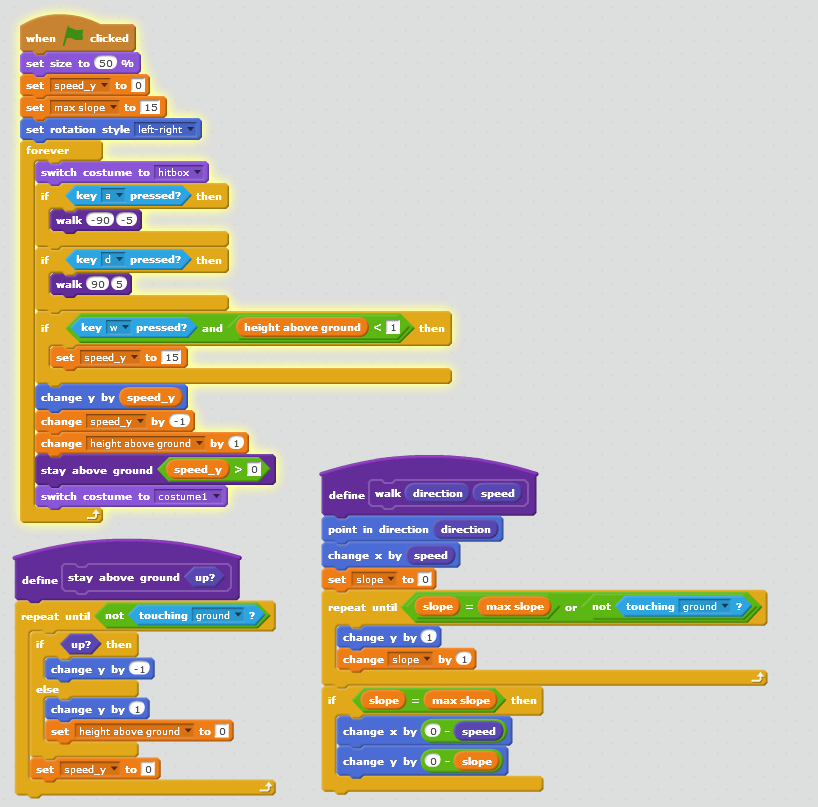 when clicked
set size to 50 %
set speed_y to 0
set max slope to 15
set rotation style left-right
forever
switch costume to hitbox
if key a pressed? then
walk -90 -5
if key d pressed? then
walk 90 5
if key w pressed? and height above ground < 1 then
set speed_y to 15
change y by speed_y
change speed_y by -1
change height above ground by 1
stay above ground speed_y > 0
switch costume to costume1
define stay above ground up?
repeat until not touching ground ?
if up? then
change y by -1
else
change y by 1
set height above ground to 0
set speed_y to 0
define walk direction speed
point in direction direction
change x by speed
set slope to 0
repeat until slope = max slope or not touching ground ?
change y by 1
change slope by 1
if slope = max slope then
change x by 0 - speed
change y by 0 - slope